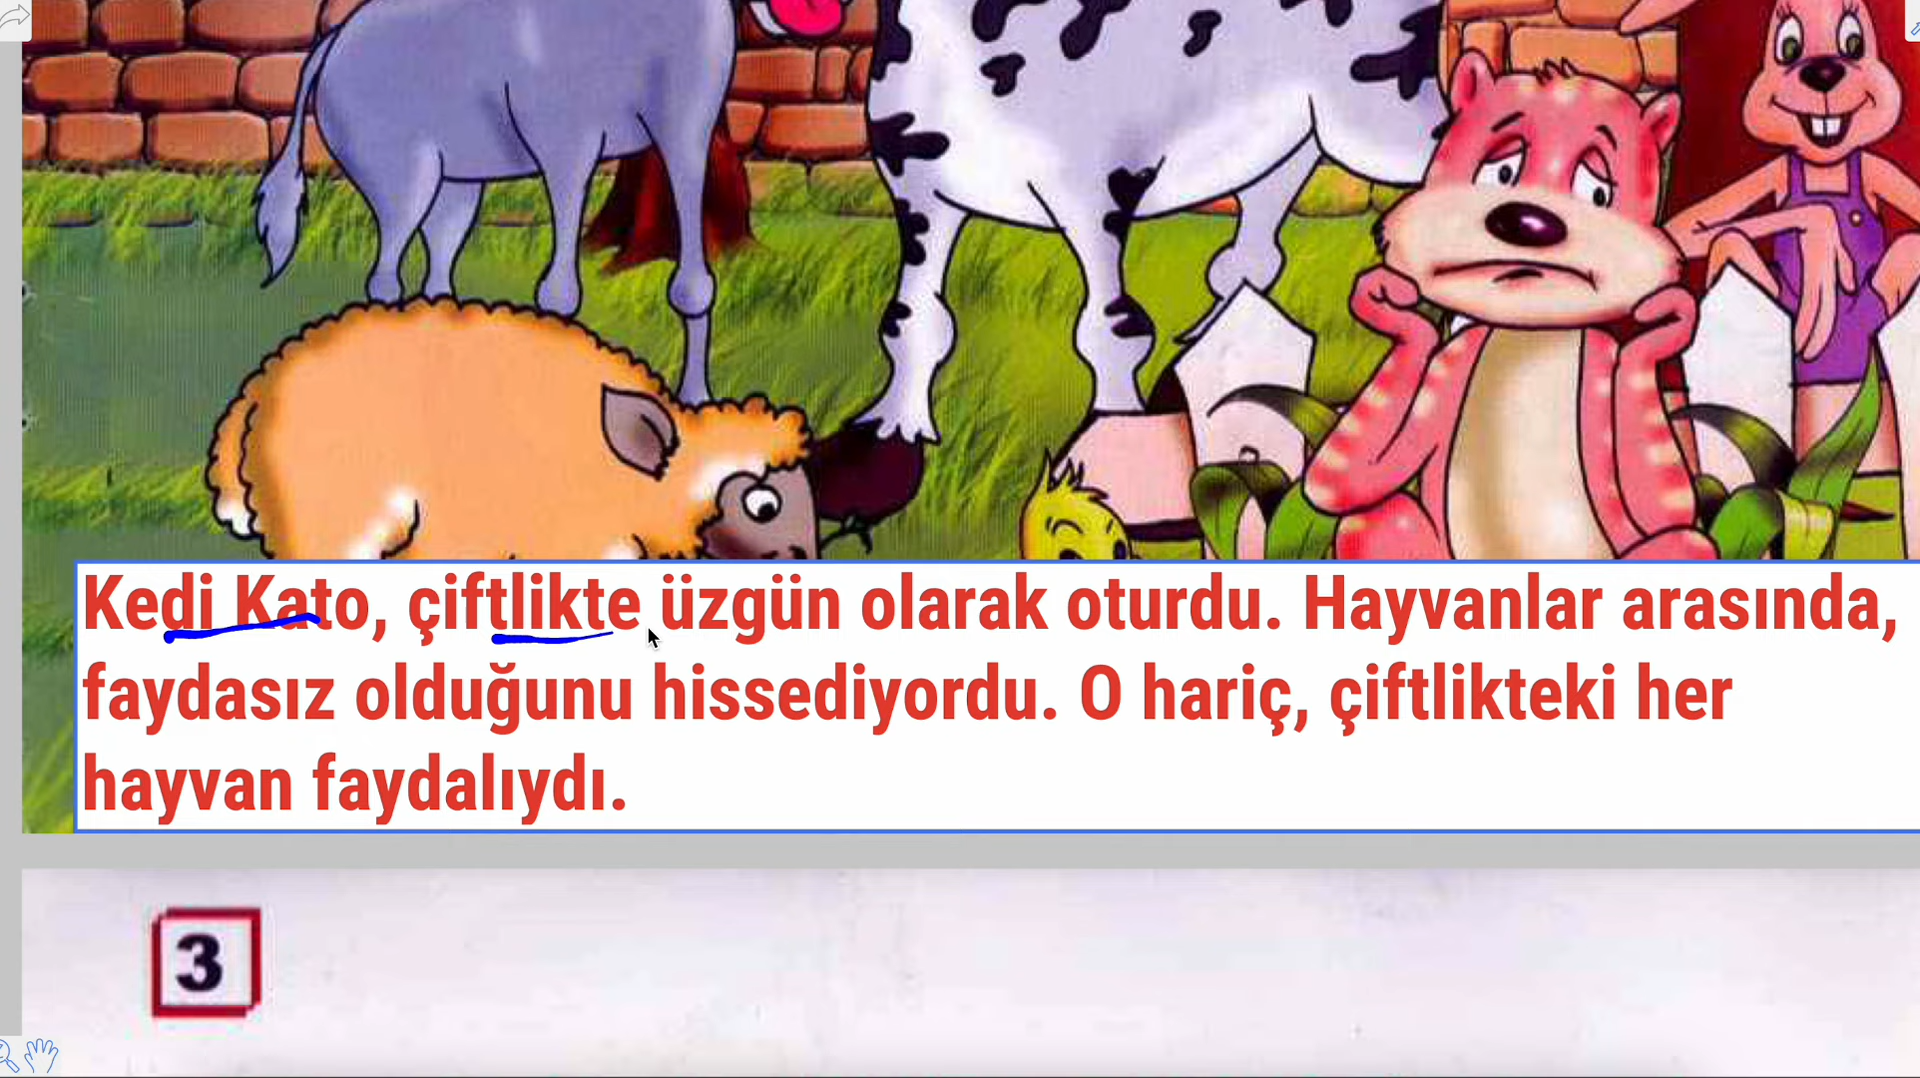 Kedi Kato, çiftlikte üzgün olarak oturdu. Hayvanlar arasında,
faydasız olduğunu hissediyordu. O hariç, çiftlikteki her
hayvan faydalıydı.
3